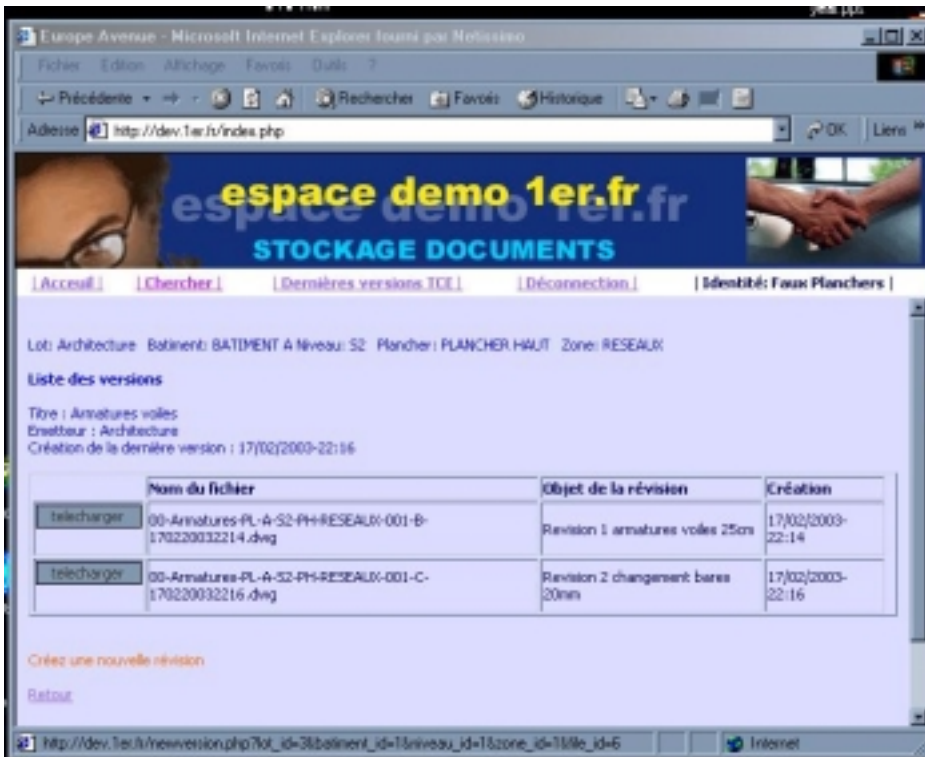 Europe Avenue - Microsoft Internet Explorer fourni par Netissimo
Fichier Edition Affichage Favoris Outils ?
Précédente Rechercher Favoris Historique
Adresse http://dev.1er.fr/index.php OK Liens
espace demo 1er.fr
STOCKAGE DOCUMENTS
| Acceuil | | Chercher | | Dernières versions TCE | | Déconnection | | Identité: Faux Planchers |
Lot: Architecture Batiment: BATIMENT A Niveau: S2 Plancher: PLANCHER HAUT Zone: RESEAUX
Liste des versions
Titre : Armatures voiles
Emetteur : Architecture
Création de la dernière version : 17/02/2003-22:16
Nom du fichier Objet de la révision Création
telecharger 00-Armatures-PL-A-S2-PH-RESEAUX-001-B-170220032214.dwg Revision 1 armatures voiles 25cm 17/02/2003-22:14
telecharger 00-Armatures-PL-A-S2-PH-RESEAUX-001-C-170220032216.dwg Revision 2 changement bares 20mm 17/02/2003-22:16
Créez une nouvelle révision
Retour
http://dev.1er.fr/newversion.php?lot_id=3&batiment_id=1&niveau_id=1&zone_id=1&file_id=6 Internet